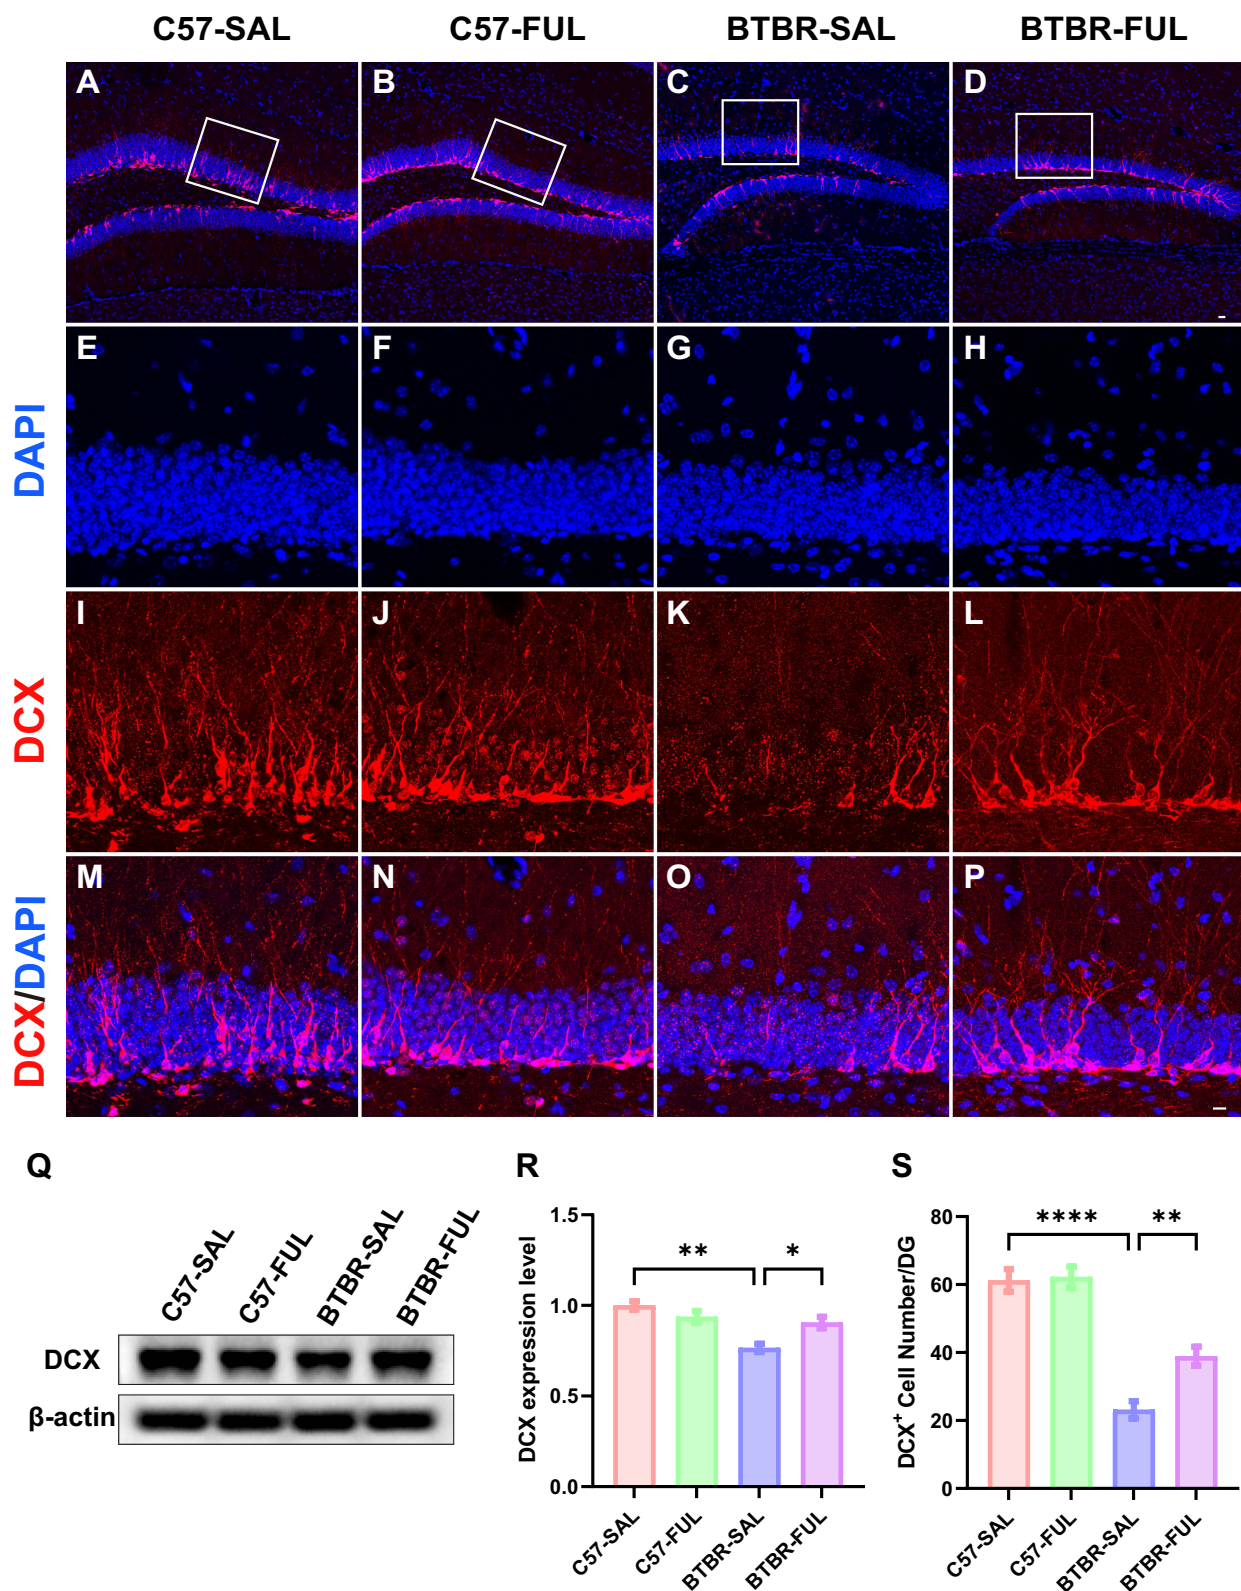 C57-SAL C57-FUL BTBR-SAL BTBR-FUL
A B C D
DAPI
E F G H
DCX
I J K L
DCX/DAPI
M N O P
Q
C57-SAL C57-FUL BTBR-SAL BTBR-FUL
DCX
β-actin
R
DCX expression level
1.5
1.0
0.5
0.0
** *
C57-SAL C57-FUL BTBR-SAL BTBR-FUL
S
DCX⁺ Cell Number/DG
80
60
40
20
0
**** **
C57-SAL C57-FUL BTBR-SAL BTBR-FUL